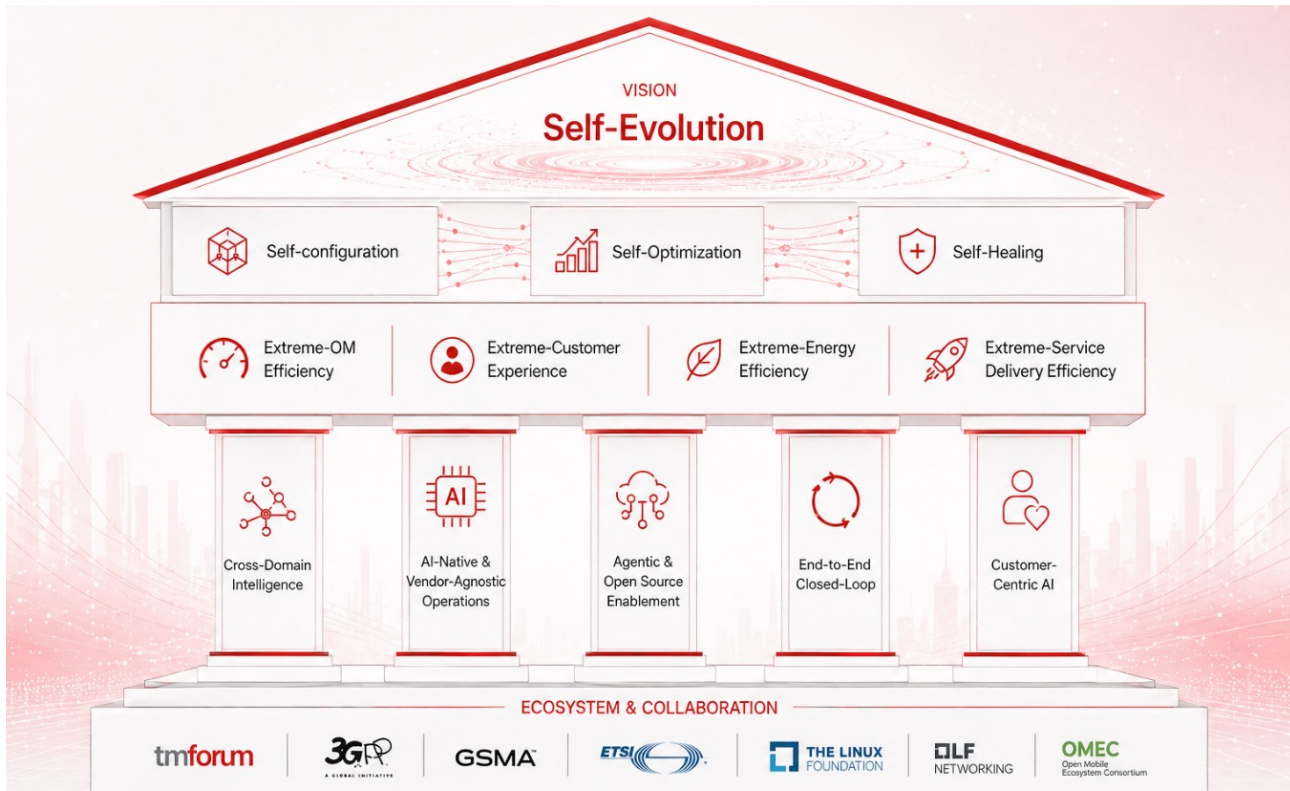 VISION
Self-Evolution
Self-configuration
Self-Optimization
Self-Healing
Extreme-OM
Efficiency
Extreme-Customer
Experience
Extreme-Energy
Efficiency
Extreme-Service
Delivery Efficiency
Cross-Domain
Intelligence
AI
AI-Native &
Vendor-Agnostic
Operations
Agentic &
Open Source
Enablement
End-to-End
Closed-Loop
Customer-
Centric AI
ECOSYSTEM & COLLABORATION
tmforum
3GPP
A GLOBAL INITIATIVE
GSMA™
ETSI
THE LINUX
FOUNDATION
LF
NETWORKING
OMEC
Open Mobile
Ecosystem Consortium